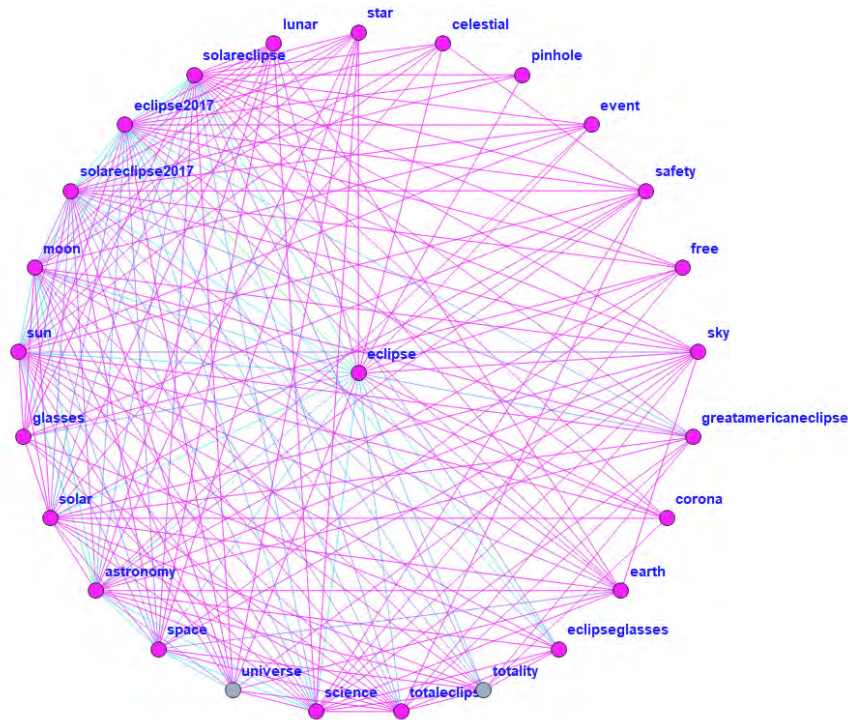 lunar
star
celestial
solareclipse
pinhole
eclipse2017
event
solareclipse2017
safety
moon
free
sun
sky
eclipse
glasses
greatamericaneclipse
solar
corona
astronomy
earth
space
eclipseglasses
universe
totality
science
totaleclips